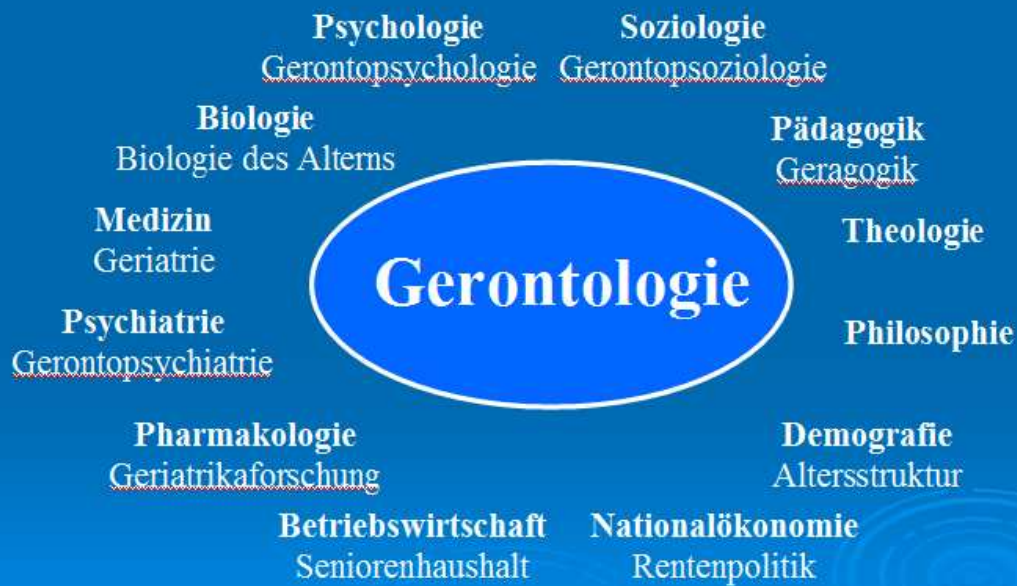 Psychologie
Gerontopsychologie
Soziologie
Gerontopsoziologie
Biologie
Biologie des Alterns
Pädagogik
Geragogik
Medizin
Geriatrie
Theologie
Gerontologie
Psychiatrie
Gerontopsychiatrie
Philosophie
Pharmakologie
Geriatrikaforschung
Demografie
Altersstruktur
Betriebswirtschaft
Seniorenhaushalt
Nationalökonomie
Rentenpolitik